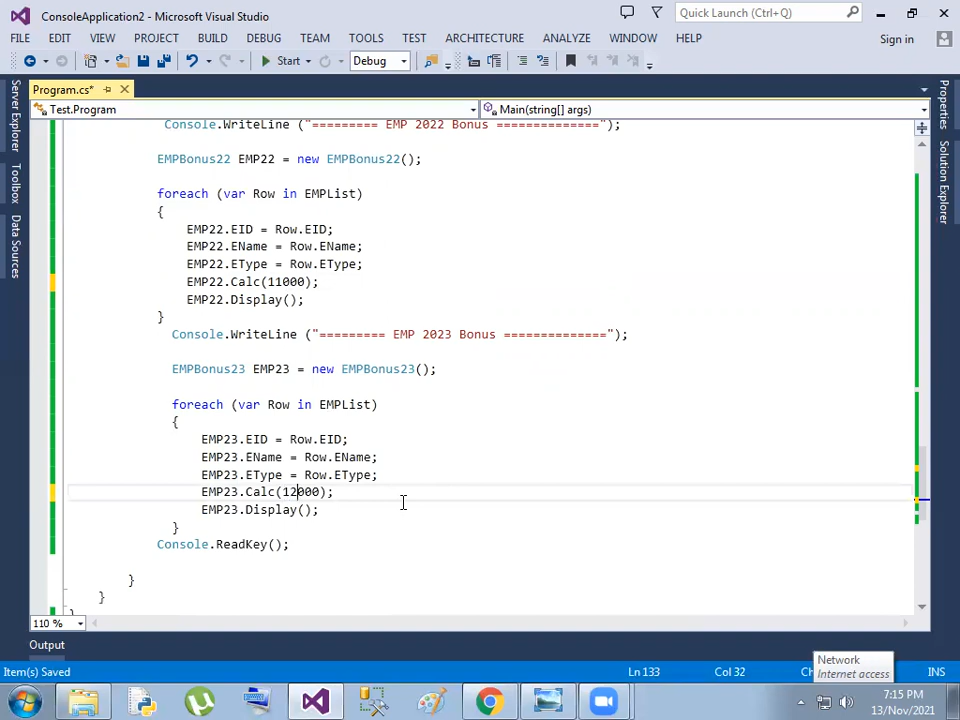 ConsoleApplication2 - Microsoft Visual Studio
Quick Launch (Ctrl+Q)
FILE EDIT VIEW PROJECT BUILD DEBUG TEAM TOOLS TEST ARCHITECTURE ANALYZE WINDOW HELP
Sign in
Start Debug
Program.cs*
Test.Program Main(string[] args)
Server Explorer
Toolbox
Data Sources
Properties
Solution Explorer
Console.WriteLine ("========= EMP 2022 Bonus ==============");
EMPBonus22 EMP22 = new EMPBonus22();
foreach (var Row in EMPList)
{
EMP22.EID = Row.EID;
EMP22.EName = Row.EName;
EMP22.EType = Row.EType;
EMP22.Calc(11000);
EMP22.Display();
}
Console.WriteLine ("========= EMP 2023 Bonus ==============");
EMPBonus23 EMP23 = new EMPBonus23();
foreach (var Row in EMPList)
{
EMP23.EID = Row.EID;
EMP23.EName = Row.EName;
EMP23.EType = Row.EType;
EMP23.Calc(12000);
EMP23.Display();
}
Console.ReadKey();
}
}
110 %
Output
Item(s) Saved Ln 133 Col 32 Ch INS
Network
Internet access
7:15 PM
13/Nov/2021